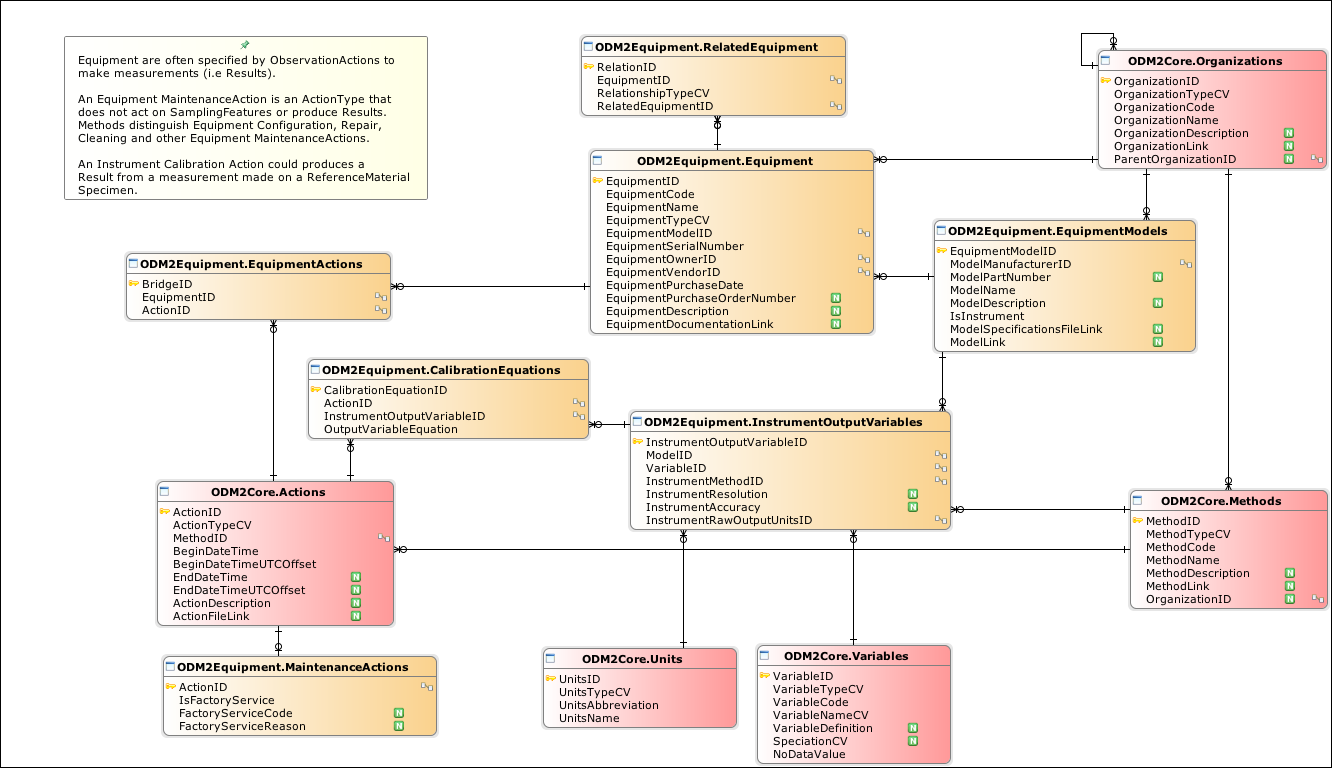 Equipment are often specified by ObservationActions to
make measurements (i.e Results).
An Equipment MaintenanceAction is an ActionType that
does not act on SamplingFeatures or produce Results.
Methods distinguish Equipment Configuration, Repair,
Cleaning and other Equipment MaintenanceActions.
An Instrument Calibration Action could produces a
Result from a measurement made on a ReferenceMaterial
Specimen.
ODM2Equipment.RelatedEquipment
RelationID
EquipmentID
RelationshipTypeCV
RelatedEquipmentID
ODM2Core.Organizations
OrganizationID
OrganizationTypeCV
OrganizationCode
OrganizationName
OrganizationDescription N
OrganizationLink N
ParentOrganizationID N
ODM2Equipment.Equipment
EquipmentID
EquipmentCode
EquipmentName
EquipmentTypeCV
EquipmentModelID
EquipmentSerialNumber
EquipmentOwnerID
EquipmentVendorID
EquipmentPurchaseDate
EquipmentPurchaseOrderNumber N
EquipmentDescription N
EquipmentDocumentationLink N
ODM2Equipment.EquipmentModels
EquipmentModelID
ModelManufacturerID
ModelPartNumber N
ModelName
ModelDescription N
IsInstrument
ModelSpecificationsFileLink N
ModelLink N
ODM2Equipment.EquipmentActions
BridgeID
EquipmentID
ActionID
ODM2Equipment.CalibrationEquations
CalibrationEquationID
ActionID
InstrumentOutputVariableID
OutputVariableEquation
ODM2Equipment.InstrumentOutputVariables
InstrumentOutputVariableID
ModelID
VariableID
InstrumentMethodID
InstrumentResolution N
InstrumentAccuracy N
InstrumentRawOutputUnitsID
ODM2Core.Actions
ActionID
ActionTypeCV
MethodID
BeginDateTime
BeginDateTimeUTCOffset
EndDateTime N
EndDateTimeUTCOffset N
ActionDescription N
ActionFileLink N
ODM2Core.Methods
MethodID
MethodTypeCV
MethodCode
MethodName
MethodDescription N
MethodLink N
OrganizationID N
ODM2Equipment.MaintenanceActions
ActionID
IsFactoryService
FactoryServiceCode N
FactoryServiceReason N
ODM2Core.Units
UnitsID
UnitsTypeCV
UnitsAbbreviation
UnitsName
ODM2Core.Variables
VariableID
VariableTypeCV
VariableCode
VariableNameCV
VariableDefinition N
SpeciationCV N
NoDataValue